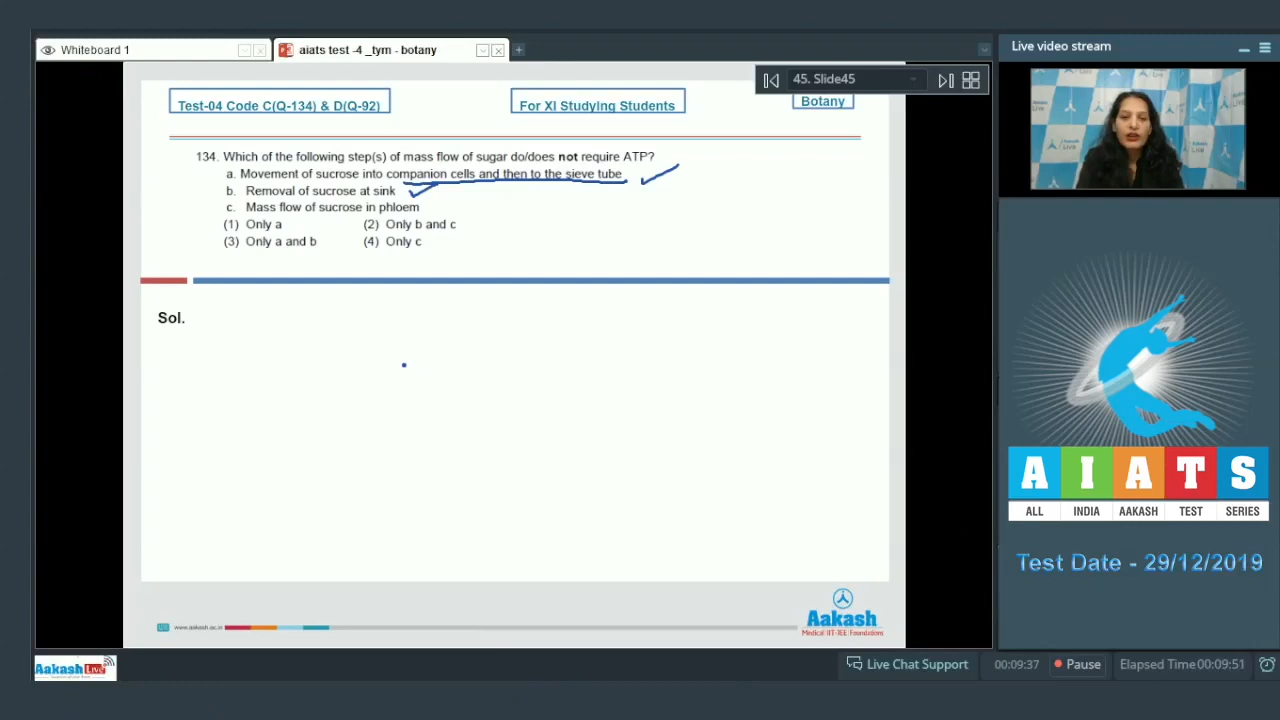 Whiteboard 1
aiats test -4 _tym - botany
Live video stream
45. Slide45
Test-04 Code C(Q-134) & D(Q-92)
For XI Studying Students
Botany
134. Which of the following step(s) of mass flow of sugar do/does not require ATP?
a. Movement of sucrose into companion cells and then to the sieve tube
b. Removal of sucrose at sink
c. Mass flow of sucrose in phloem
(1) Only a (2) Only b and c
(3) Only a and b (4) Only c
Sol.
www.aakash.ac.in
Aakash
Medical|IIT-JEE|Foundations
AIATS
ALL INDIA AAKASH TEST SERIES
Test Date - 29/12/2019
Aakash Live
Live Chat Support
00:09:37
Pause
Elapsed Time 00:09:51